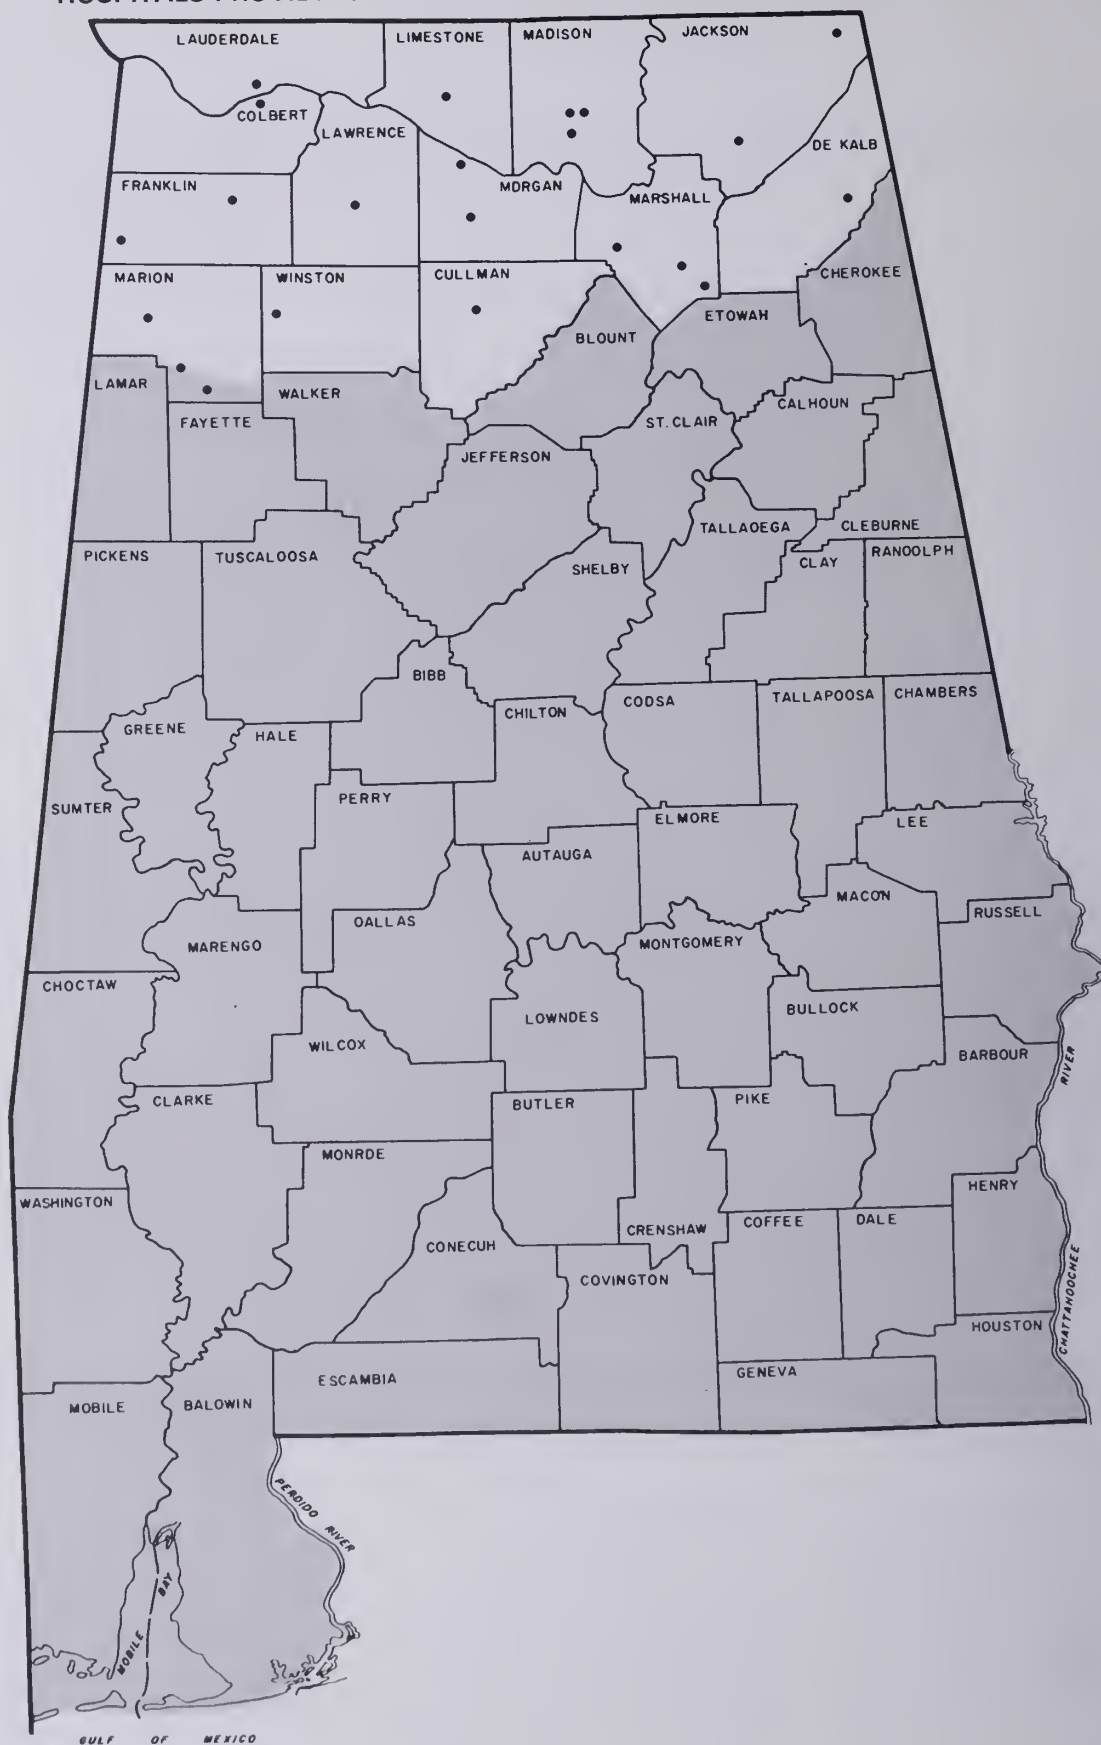 LAUDERDALE
LIMESTONE
MADISON
JACKSON
COLBERT
LAWRENCE
DE KALB
FRANKLIN
MDRGAN
MARSHALL
MARION
WINSTON
CULLMAN
CHEROKEE
ETOWAH
BLOUNT
LAMAR
WALKER
FAYETTE
ST. CLAIR
CALHOUN
JEFFERSON
TALLAOEGA
CLEBURNE
PICKENS
TUSCALOOSA
SHELBY
CLAY
RANOOLPH
BIBB
GREENE
HALE
CHILTON
CODSA
TALLAPOOSA
CHAMBERS
SUMTER
PERRY
ELMORE
LEE
AUTAUGA
MACON
RUSSELL
OALLAS
MARENGO
MONTGOMERY
CHOCTAW
LOWNDES
BULLOCK
WILCOX
BARBOUR
RIVER
CLARKE
BUTLER
PIKE
MONRDE
HENRY
WASHINGTON
CONECUH
CRENSHAW
COFFEE
DALE
COVINGTON
CHATTAHOOCHEE
HOUSTON
ESCAMBIA
GENEVA
MOBILE
BALOWIN
PERDIDO RIVER
MOBILE BAY
GULF OF MEXICO